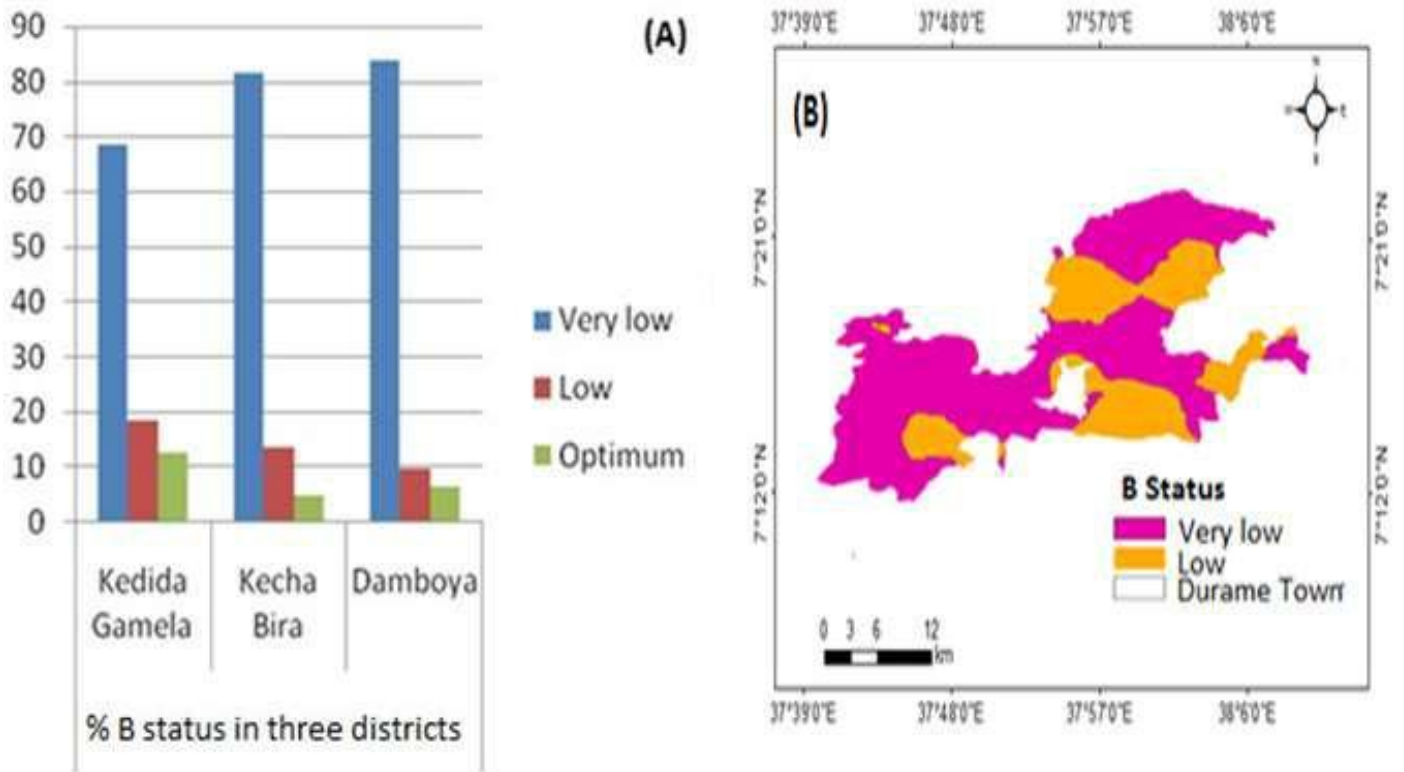 90
80
70
60
50
40
30
20
10
0
Kedida Gamela
Kecha Bira
Damboya
% B status in three districts
Very low
Low
Optimum
(A)
37°39'0"E 37°48'0"E 37°57'0"E 38°6'0"E
(B)
7°21'0"N
7°21'0"N
7°12'0"N
7°12'0"N
B Status
Very low
Low
Durame Town
0 3 6 12
km
37°39'0"E 37°48'0"E 37°57'0"E 38°6'0"E